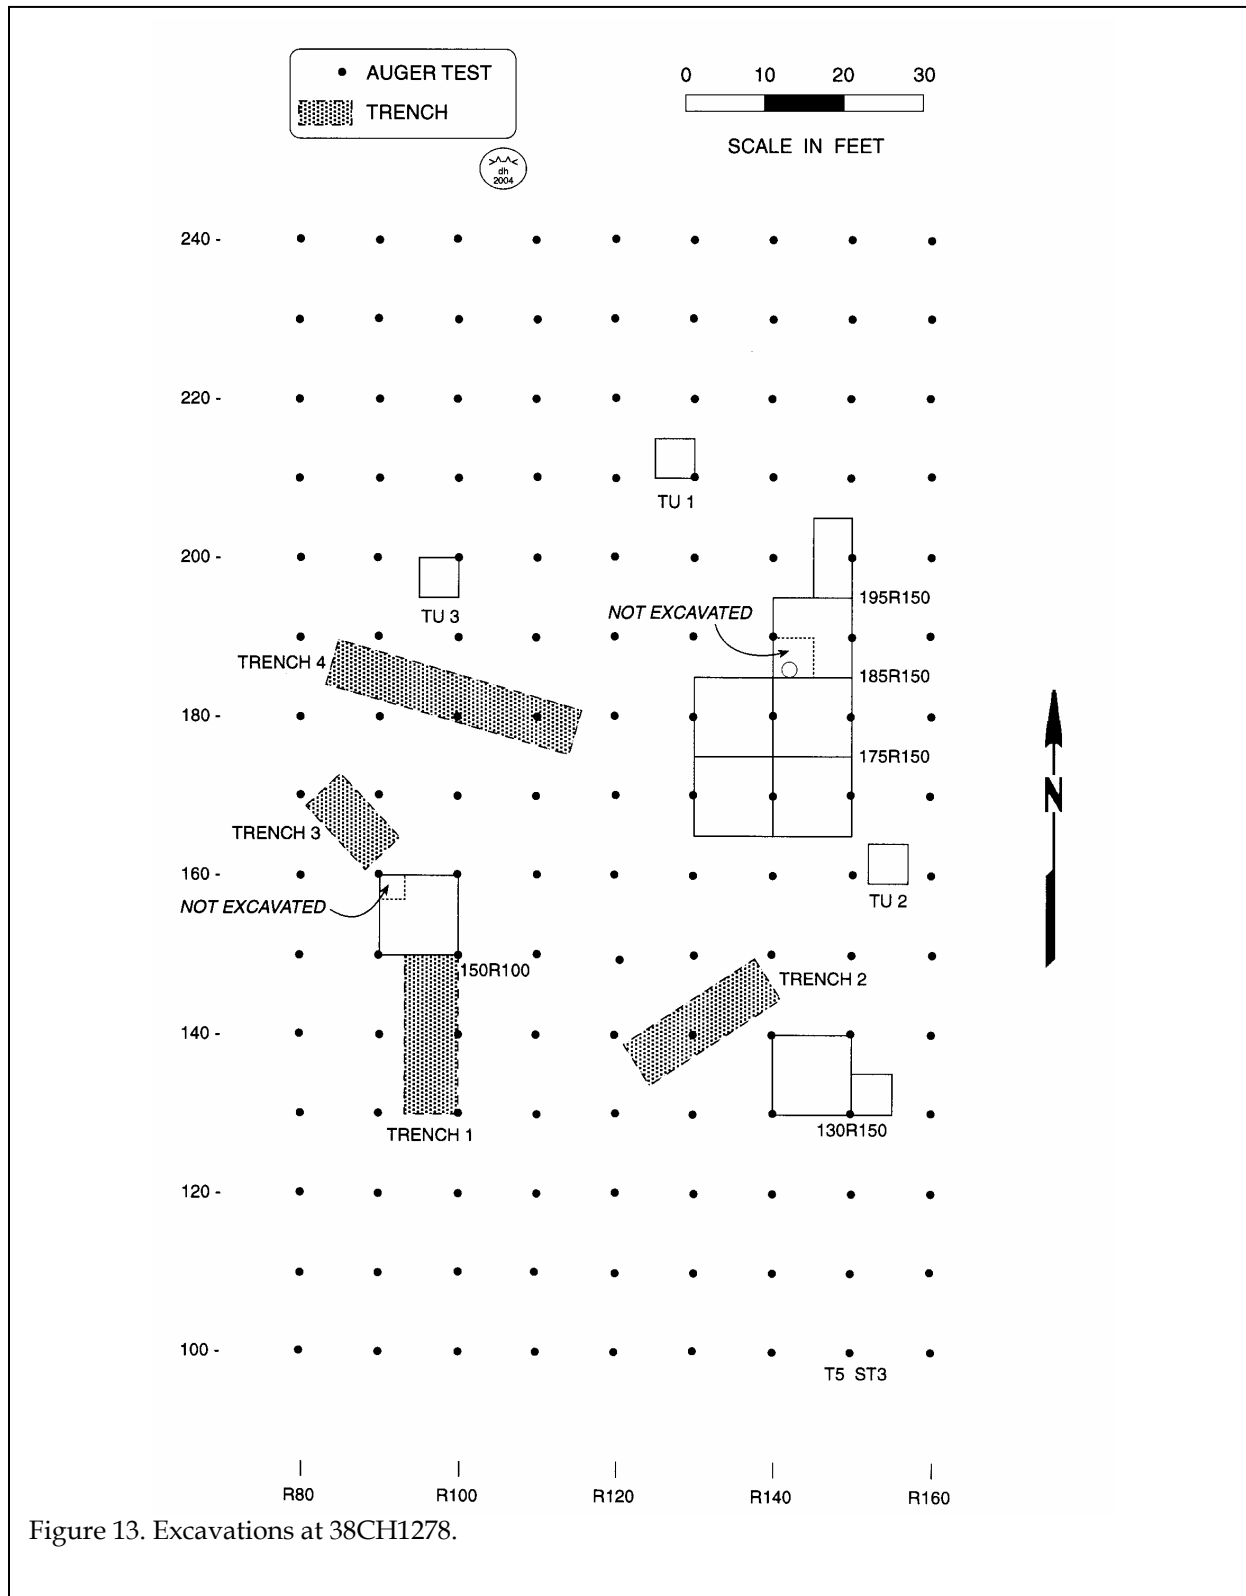 AUGER TEST
TRENCH
0 10 20 30
SCALE IN FEET
dh
2004
240 -
220 -
TU 1
200 -
195R150
NOT EXCAVATED
TU 3
TRENCH 4
185R150
180 -
175R150
TRENCH 3
160 -
TU 2
NOT EXCAVATED
150R100
TRENCH 2
140 -
130R150
TRENCH 1
120 -
100 -
T5 ST3
N
R80 R100 R120 R140 R160
Figure 13. Excavations at 38CH1278.